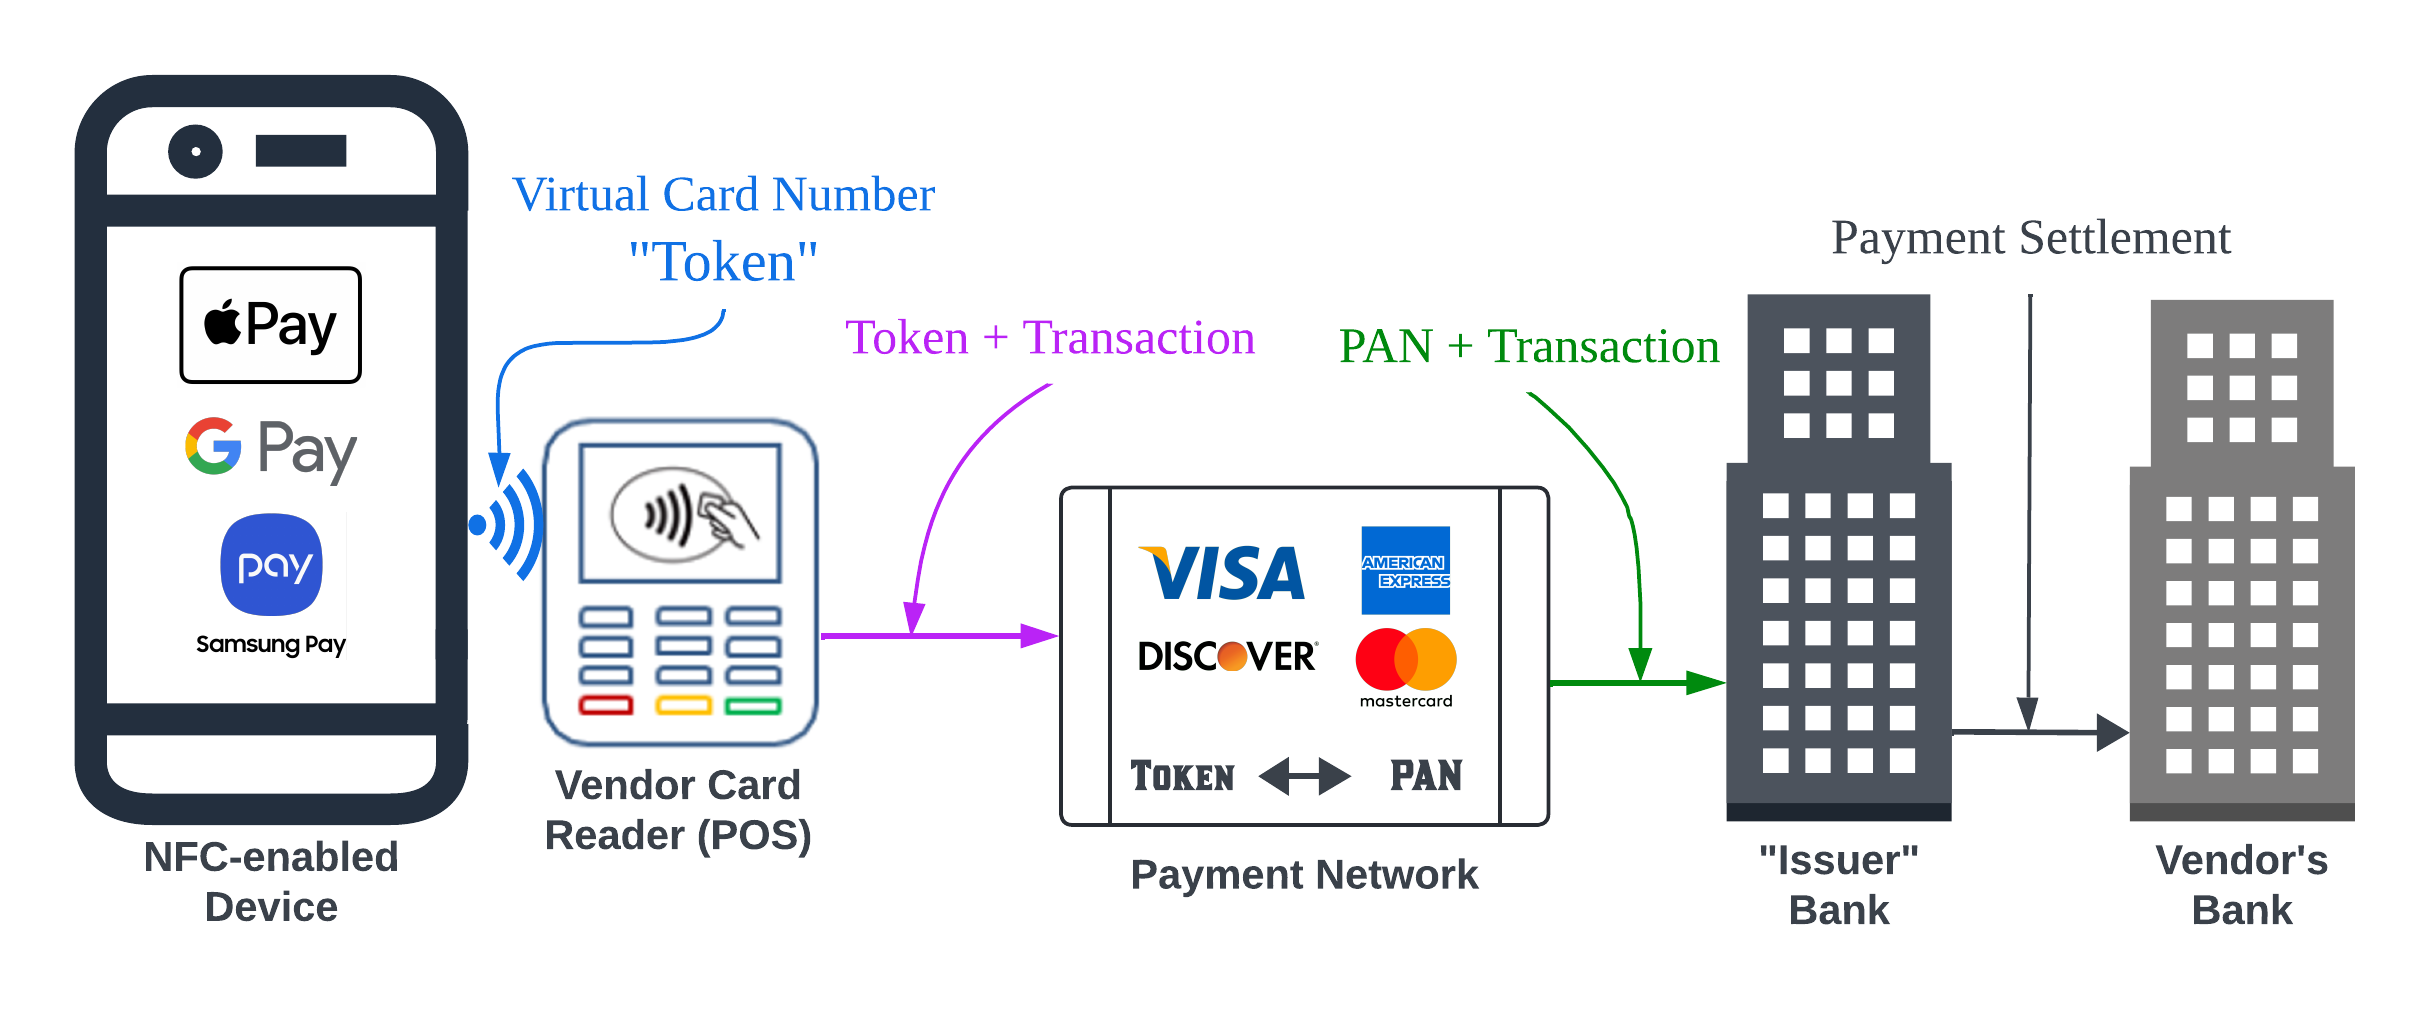 Virtual Card Number
"Token"
Token + Transaction
PAN + Transaction
Payment Settlement
Pay
G Pay
pay
Samsung Pay
VISA
AMERICAN
EXPRESS
DISCOVER
mastercard
TOKEN
PAN
NFC-enabled
Device
Vendor Card
Reader (POS)
Payment Network
"Issuer"
Bank
Vendor's
Bank